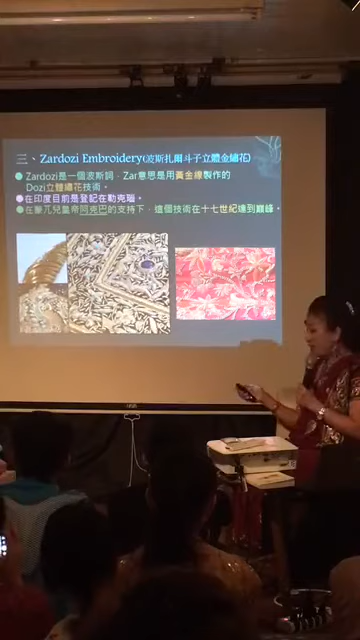 三、Zardozi Embroidery(波斯扎爾斗子立體金繡花)
Zardozi是一個波斯詞，Zar意思是用黃金線製作的
Dozi立體繡花技術。
在印度目前是登記在勒克瑙。
在蒙兀兒皇帝阿克巴的支持下，這個技術在十七世紀達到巔峰。